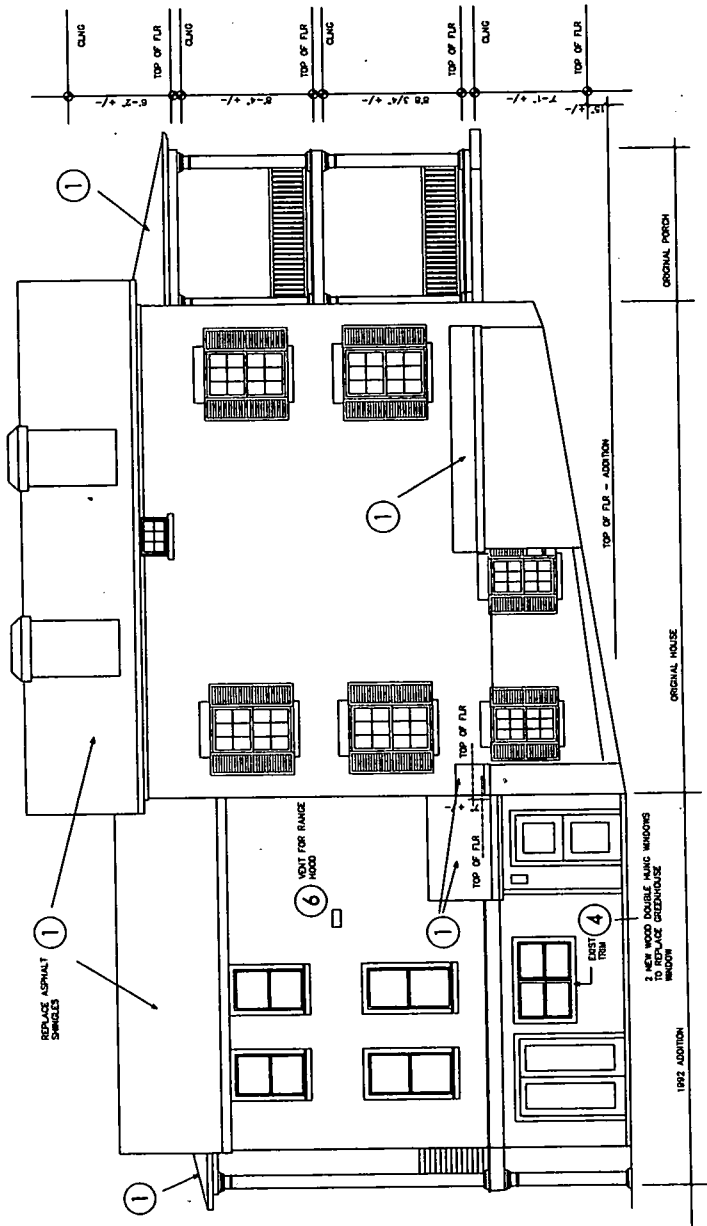 REPLACE ASPHALT
SHINGLES
1
1
1
CLNG
6'-2" +/-
TOP OF FLR
CLNG
8'-4" +/-
TOP OF FLR
CLNG
8'8 3/4" +/-
TOP OF FLR
CLNG
7'-1" +/-
TOP OF FLR
15" +/-
6
VENT FOR RANGE
HOOD
1
1
TOP OF FLR
TOP OF FLR
EXIST
TRIM
4
2 NEW WOOD DOUBLE HUNG WINDOWS
TO REPLACE GREENHOUSE
WINDOW
TOP OF FLR - ADDITION
1992 ADDITION
ORIGINAL HOUSE
ORIGINAL PORCH